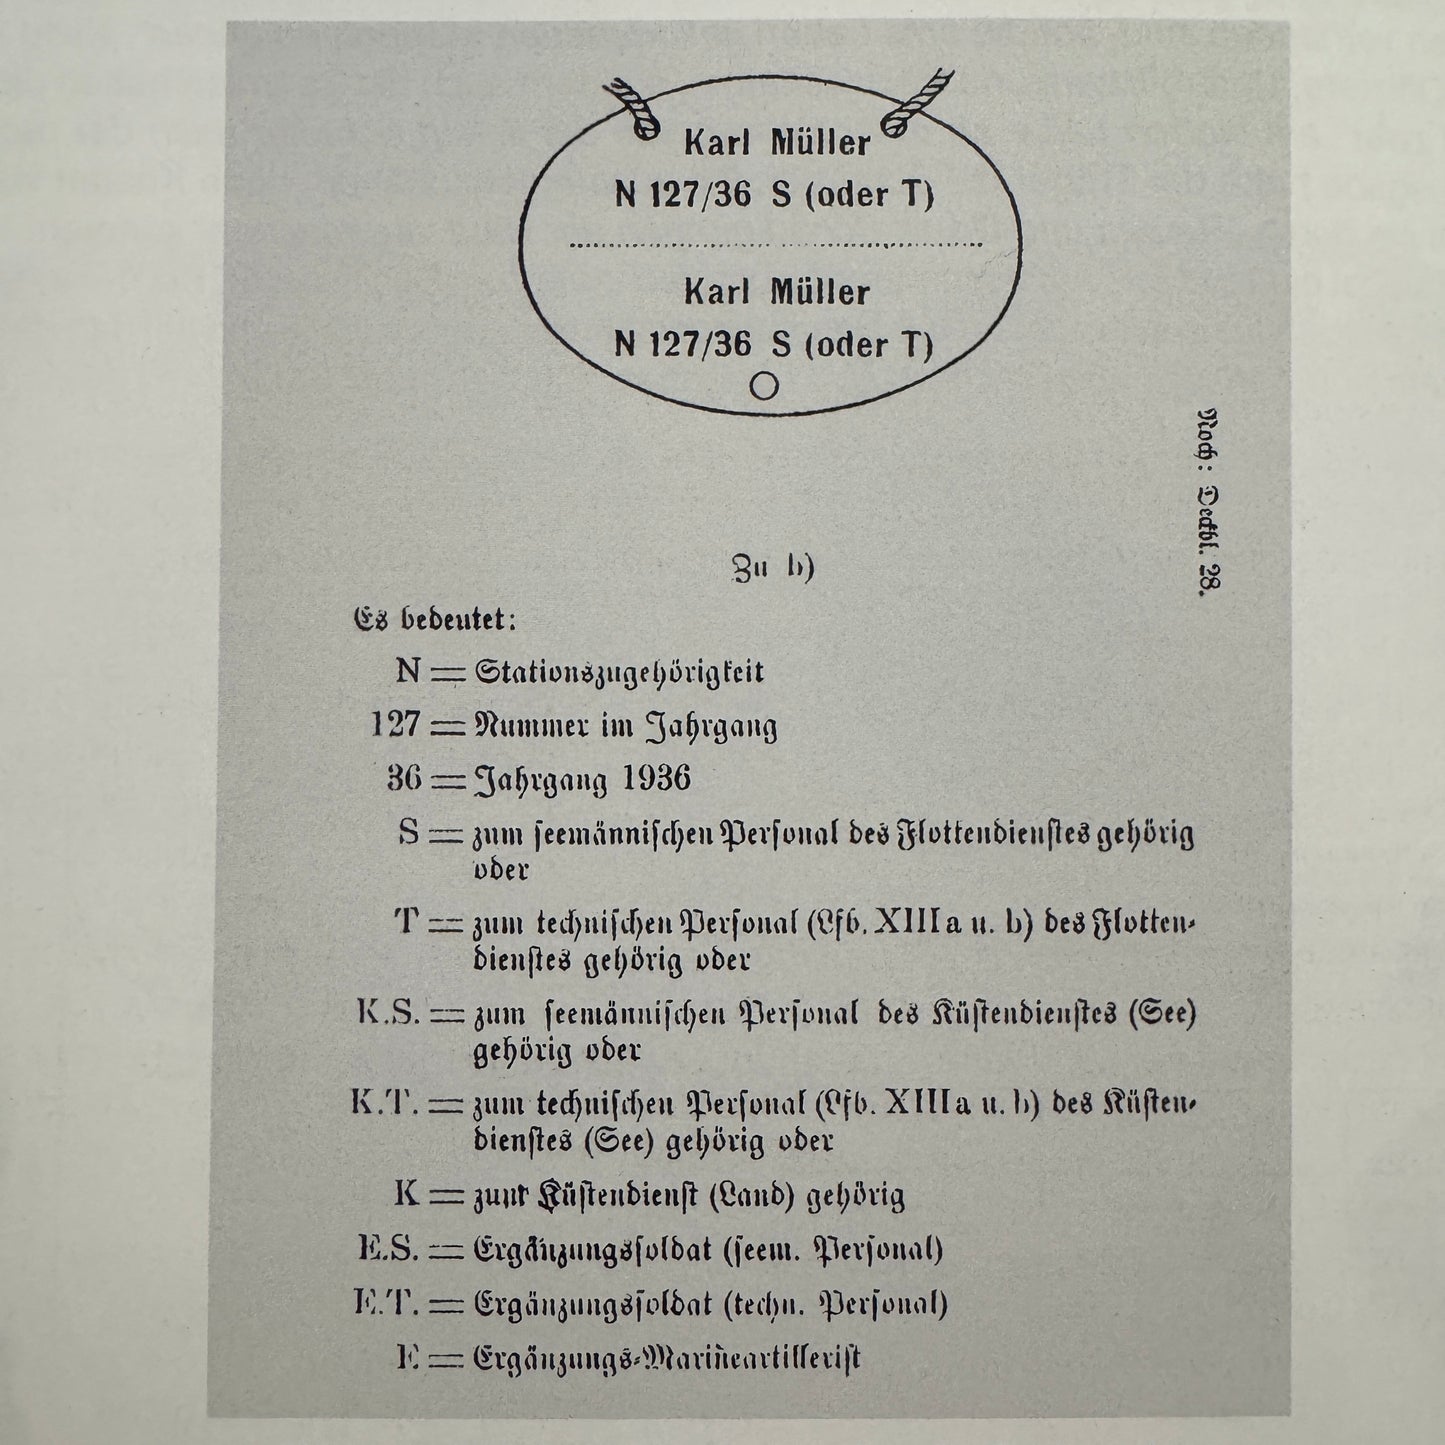 Karl Müller
N 127/36 S (oder T)
Karl Müller
N 127/36 S (oder T)
Noch: Deckbl. 28.
Zu b)
Es bedeutet:
N = Stationszugehörigkeit
127 = Nummer im Jahrgang
36 = Jahrgang 1936
S = zum seemännischen Personal des Flottendienstes gehörig
oder
T = zum technischen Personal (Lfb. XIII a u. b) des Flotten-
dienstes gehörig oder
K.S. = zum seemännischen Personal des Küstendienstes (See)
gehörig oder
K.T. = zum technischen Personal (Lfb. XIII a u. b) des Küsten-
dienstes (See) gehörig oder
K = zum Küstendienst (Land) gehörig
E.S. = Ergänzungssoldat (seem. Personal)
E.T. = Ergänzungssoldat (techn. Personal)
E = Ergänzungs-Marineartillerist